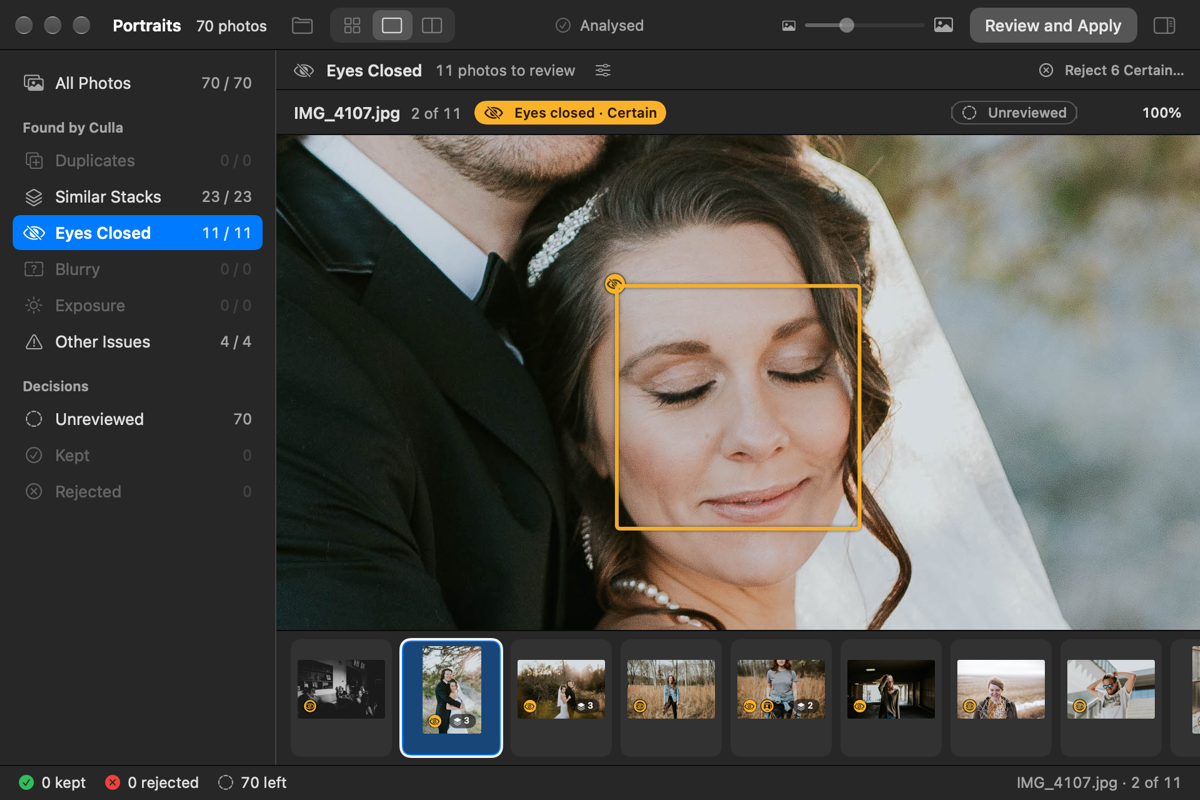 Portraits 70 photos
Analysed
Review and Apply
All Photos 70 / 70
Found by Culla
Duplicates 0 / 0
Similar Stacks 23 / 23
Eyes Closed 11 / 11
Blurry 0 / 0
Exposure 0 / 0
Other Issues 4 / 4
Decisions
Unreviewed 70
Kept 0
Rejected 0
Eyes Closed 11 photos to review
Reject 6 Certain...
IMG_4107.jpg 2 of 11 Eyes closed · Certain
Unreviewed 100%
3
3
2
0 kept 0 rejected 70 left
IMG_4107.jpg · 2 of 11